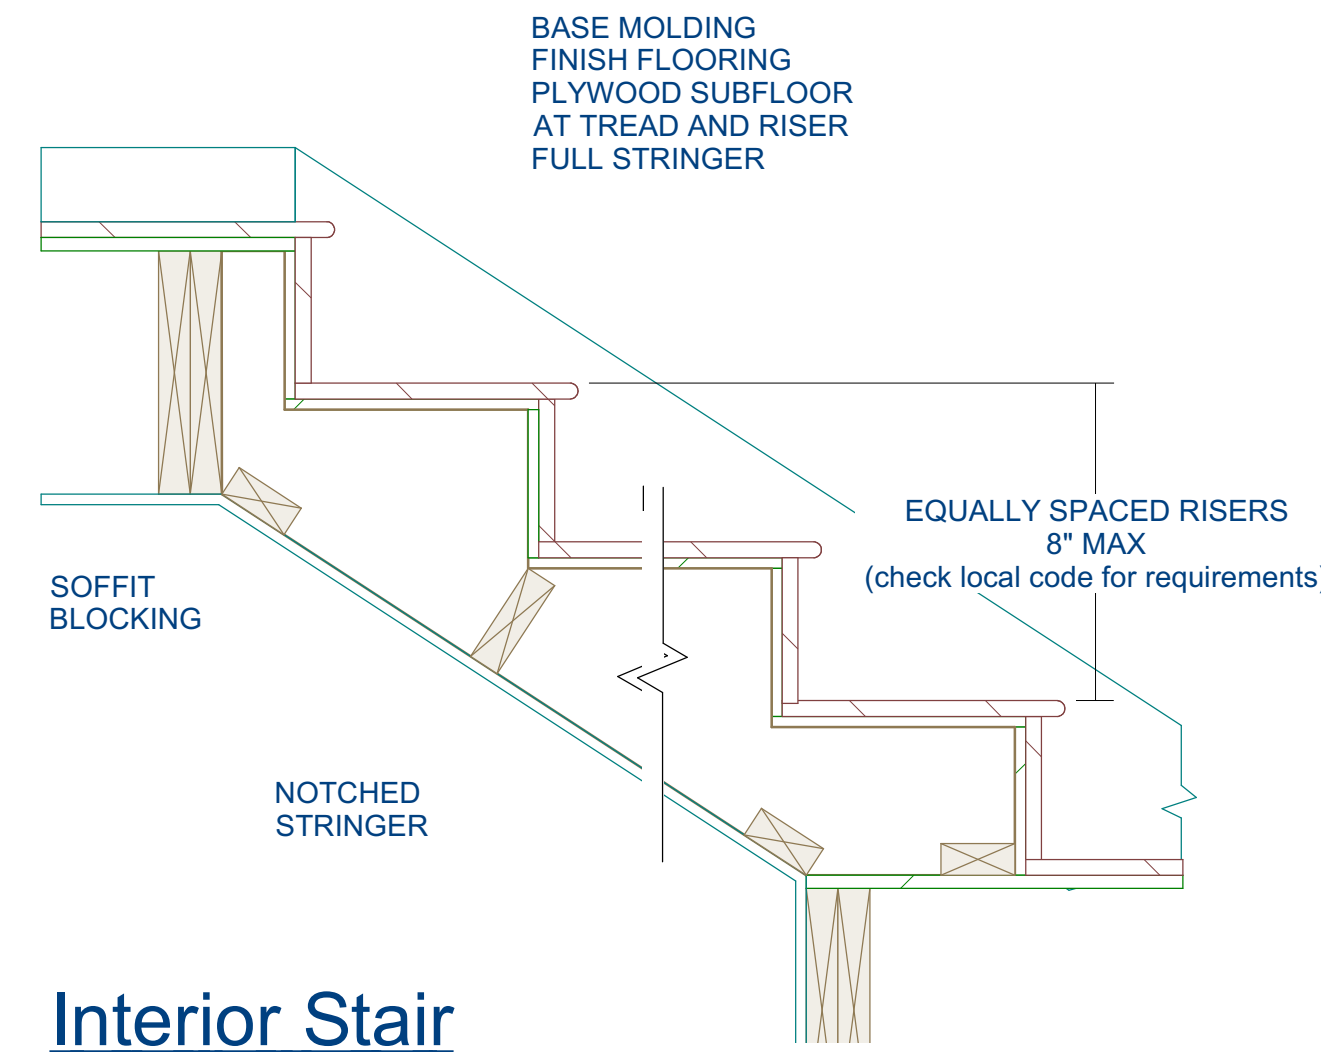 BASE MOLDING
FINISH FLOORING
PLYWOOD SUBFLOOR
AT TREAD AND RISER
FULL STRINGER
EQUALLY SPACED RISERS
8" MAX
(check local code for requirements)
SOFFIT
BLOCKING
NOTCHED
STRINGER
Interior Stair